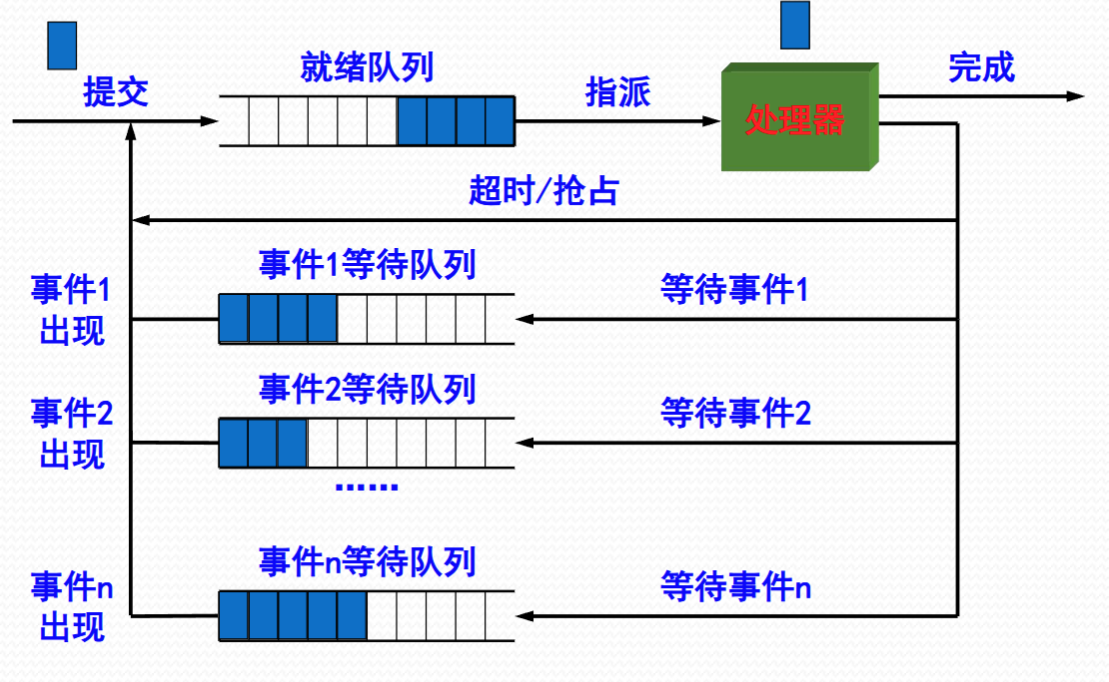 提交
就绪队列
指派
处理器
完成
超时/抢占
事件1等待队列
事件1
出现
等待事件1
事件2等待队列
事件2
出现
等待事件2
……
事件n等待队列
事件n
出现
等待事件n